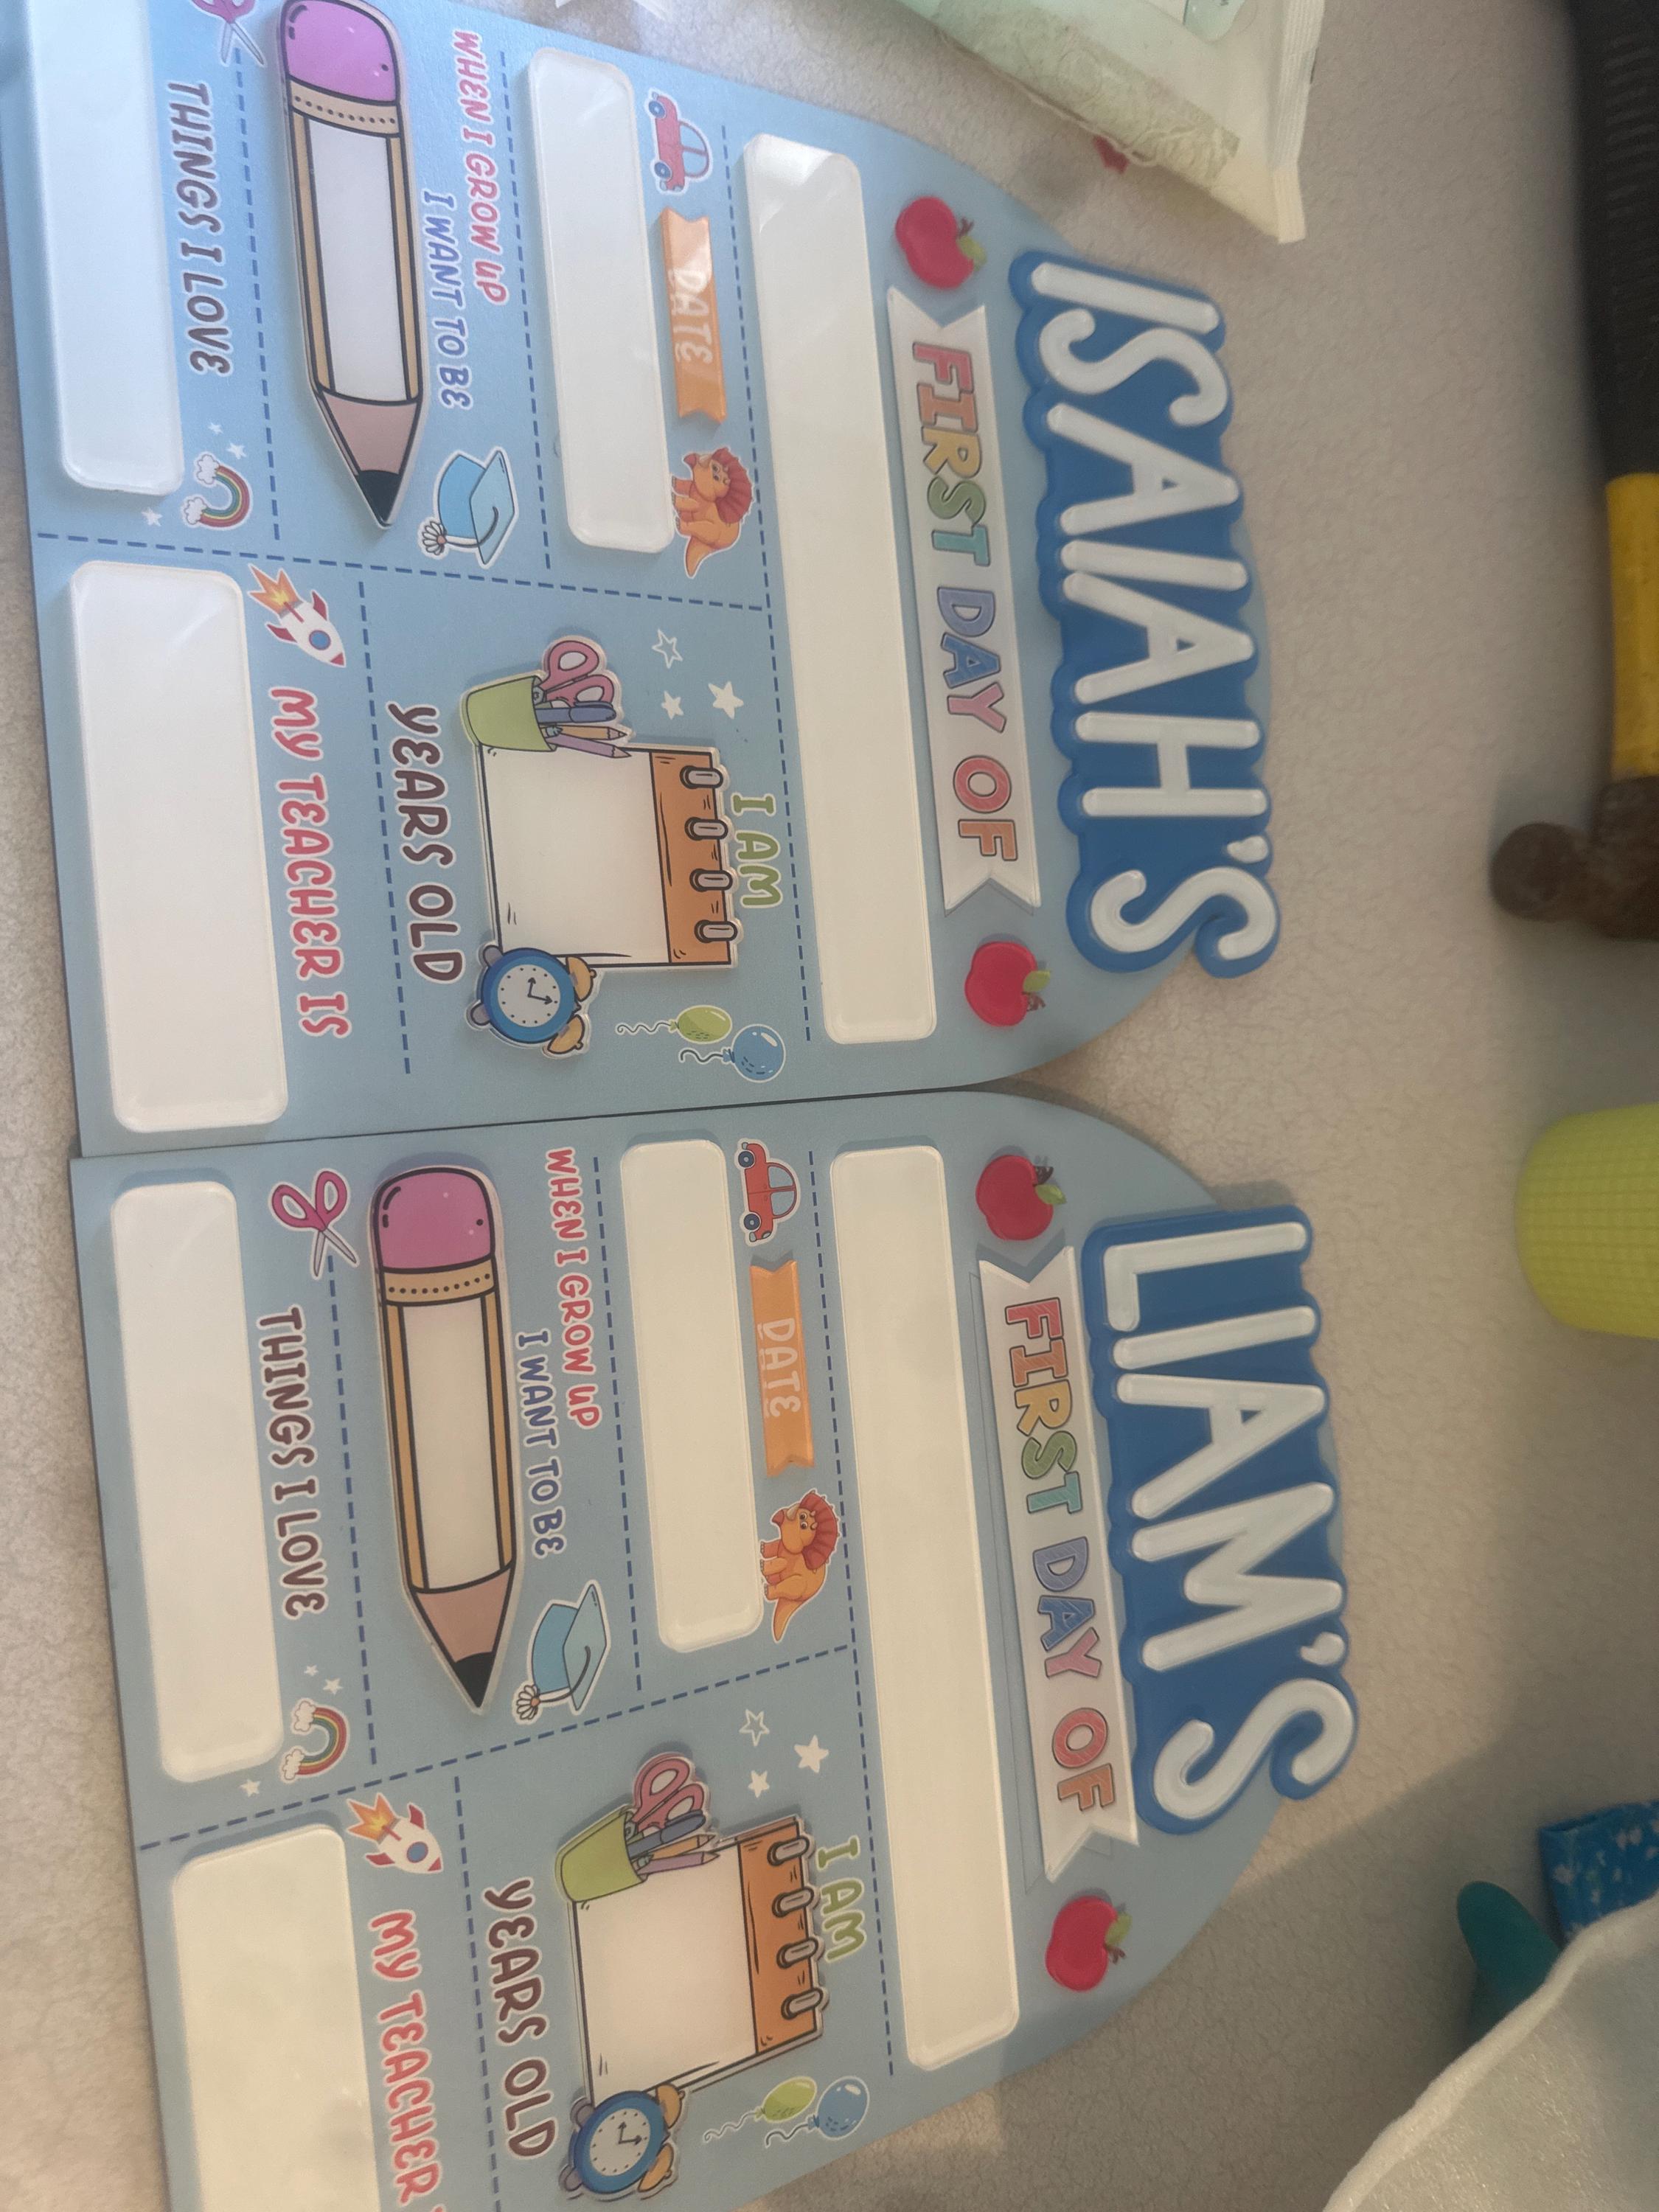 ISAIAH'S
FIRST DAY OF
DATE
I AM
YEARS OLD
WHEN I GROW UP
I WANT TO BE
MY TEACHER IS
THINGS I LOVE
LIAM'S
FIRST DAY OF
DATE
I AM
YEARS OLD
WHEN I GROW UP
I WANT TO BE
MY TEACHER
THINGS I LOVE